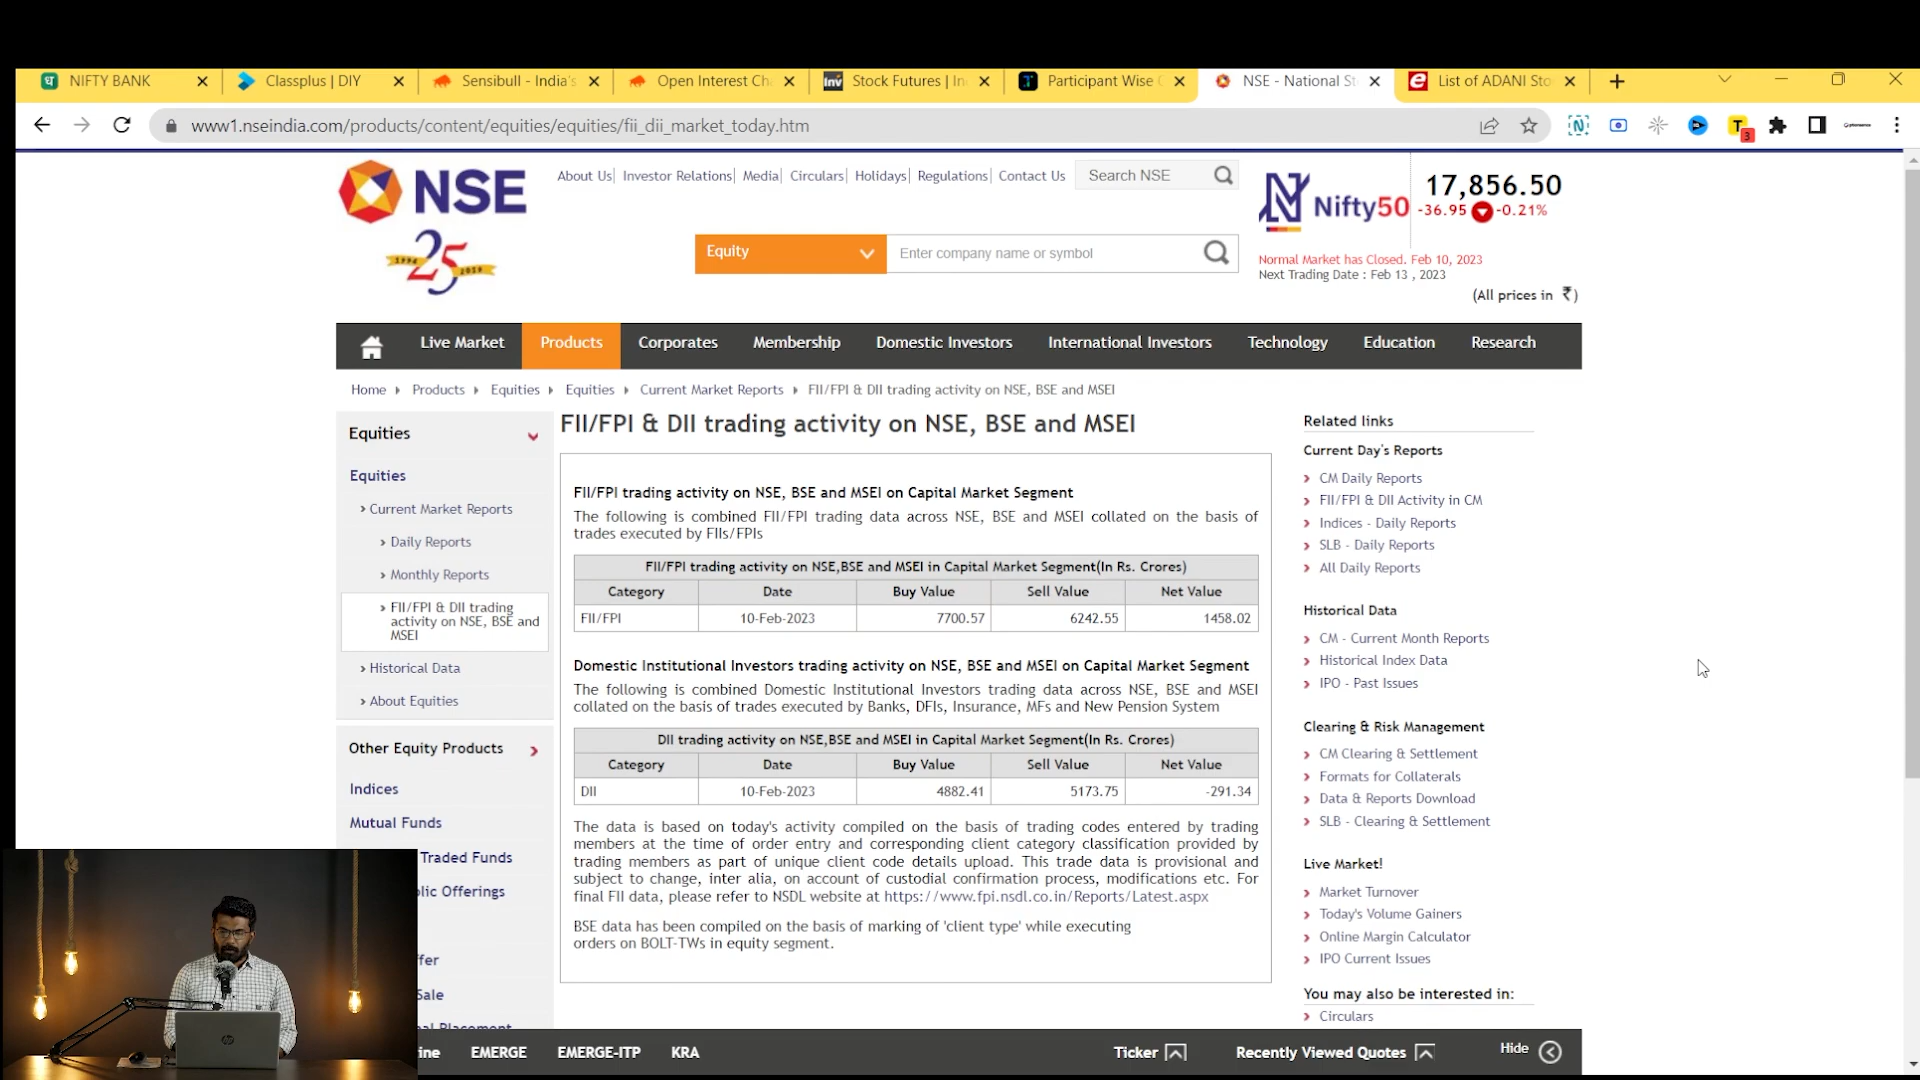 NIFTY BANK
Classplus | DIY
Sensibull - India's
Open Interest Ch
Stock Futures | In
Participant Wise
NSE - National St
List of ADANI Sto
www1.nseindia.com/products/content/equities/equities/fii_dii_market_today.htm
3
NSE
25
About Us| Investor Relations| Media| Circulars| Holidays| Regulations| Contact Us
Search NSE
Equity
Enter company name or symbol
Nifty50
17,856.50
-36.95 -0.21%
Normal Market has Closed. Feb 10, 2023
Next Trading Date : Feb 13 , 2023
(All prices in ₹)
Live Market Products Corporates Membership Domestic Investors International Investors Technology Education Research
Home Products Equities Equities Current Market Reports FII/FPI & DII trading activity on NSE, BSE and MSEI
Equities
Equities
Current Market Reports
Daily Reports
Monthly Reports
FII/FPI & DII trading
activity on NSE, BSE and
MSEI
Historical Data
About Equities
Other Equity Products
Indices
Mutual Funds
Traded Funds
lic Offerings
ffer
Sale
FII/FPI & DII trading activity on NSE, BSE and MSEI
FII/FPI trading activity on NSE, BSE and MSEI on Capital Market Segment
The following is combined FII/FPI trading data across NSE, BSE and MSEI collated on the basis of
trades executed by FIIs/FPIs
FII/FPI trading activity on NSE,BSE and MSEI in Capital Market Segment(In Rs. Crores)
Category Date Buy Value Sell Value Net Value
FII/FPI 10-Feb-2023 7700.57 6242.55 1458.02
Domestic Institutional Investors trading activity on NSE, BSE and MSEI on Capital Market Segment
The following is combined Domestic Institutional Investors trading data across NSE, BSE and MSEI
collated on the basis of trades executed by Banks, DFIs, Insurance, MFs and New Pension System
DII trading activity on NSE,BSE and MSEI in Capital Market Segment(In Rs. Crores)
Category Date Buy Value Sell Value Net Value
DII 10-Feb-2023 4882.41 5173.75 -291.34
The data is based on today's activity compiled on the basis of trading codes entered by trading
members at the time of order entry and corresponding client category classification provided by
trading members as part of unique client code details upload. This trade data is provisional and
subject to change, inter alia, on account of custodial confirmation process, modifications etc. For
final FII data, please refer to NSDL website at https://www.fpi.nsdl.co.in/Reports/Latest.aspx
BSE data has been compiled on the basis of marking of 'client type' while executing
orders on BOLT-TWs in equity segment.
Related links
Current Day's Reports
CM Daily Reports
FII/FPI & DII Activity in CM
Indices - Daily Reports
SLB - Daily Reports
All Daily Reports
Historical Data
CM - Current Month Reports
Historical Index Data
IPO - Past Issues
Clearing & Risk Management
CM Clearing & Settlement
Formats for Collaterals
Data & Reports Download
SLB - Clearing & Settlement
Live Market!
Market Turnover
Today's Volume Gainers
Online Margin Calculator
IPO Current Issues
You may also be interested in:
Circulars
ine EMERGE EMERGE-ITP KRA Ticker Recently Viewed Quotes Hide